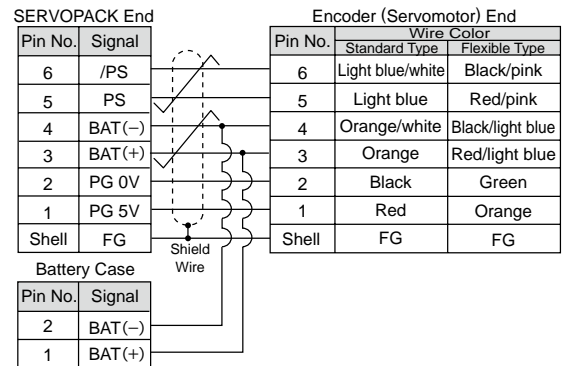 SERVOPACK End
Encoder (Servomotor) End
Pin No. Signal
Pin No. Wire Color
Standard Type Flexible Type
6 /PS 6 Light blue/white Black/pink
5 PS 5 Light blue Red/pink
4 BAT(−) 4 Orange/white Black/light blue
3 BAT(+) 3 Orange Red/light blue
2 PG 0V 2 Black Green
1 PG 5V 1 Red Orange
Shell FG Shell FG FG
Shield
Wire
Battery Case
Pin No. Signal
2 BAT(−)
1 BAT(+)